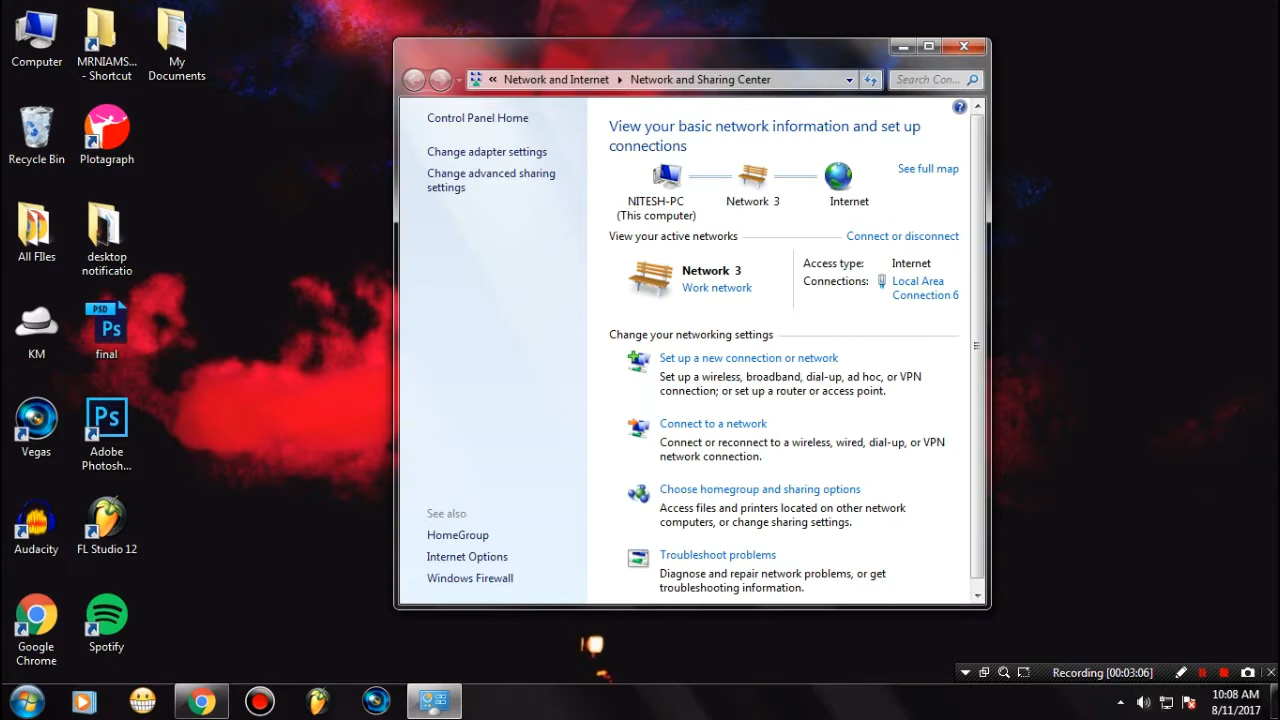 Computer
MRNIAMS...
- Shortcut
My
Documents
Recycle Bin
Plotagraph
All FIles
desktop
notificatio
KM
PSD
Ps
final
Vegas
Ps
Adobe
Photosh...
Audacity
FL Studio 12
Google
Chrome
Spotify
« Network and Internet ▸ Network and Sharing Center
Search Con...
Control Panel Home
Change adapter settings
Change advanced sharing
settings
See also
HomeGroup
Internet Options
Windows Firewall
View your basic network information and set up
connections
See full map
NITESH-PC
(This computer)
Network 3
Internet
View your active networks
Connect or disconnect
Network 3
Work network
Access type:
Internet
Connections:
Local Area
Connection 6
Change your networking settings
Set up a new connection or network
Set up a wireless, broadband, dial-up, ad hoc, or VPN
connection; or set up a router or access point.
Connect to a network
Connect or reconnect to a wireless, wired, dial-up, or VPN
network connection.
Choose homegroup and sharing options
Access files and printers located on other network
computers, or change sharing settings.
Troubleshoot problems
Diagnose and repair network problems, or get
troubleshooting information.
Recording [00:03:06]
10:08 AM
8/11/2017